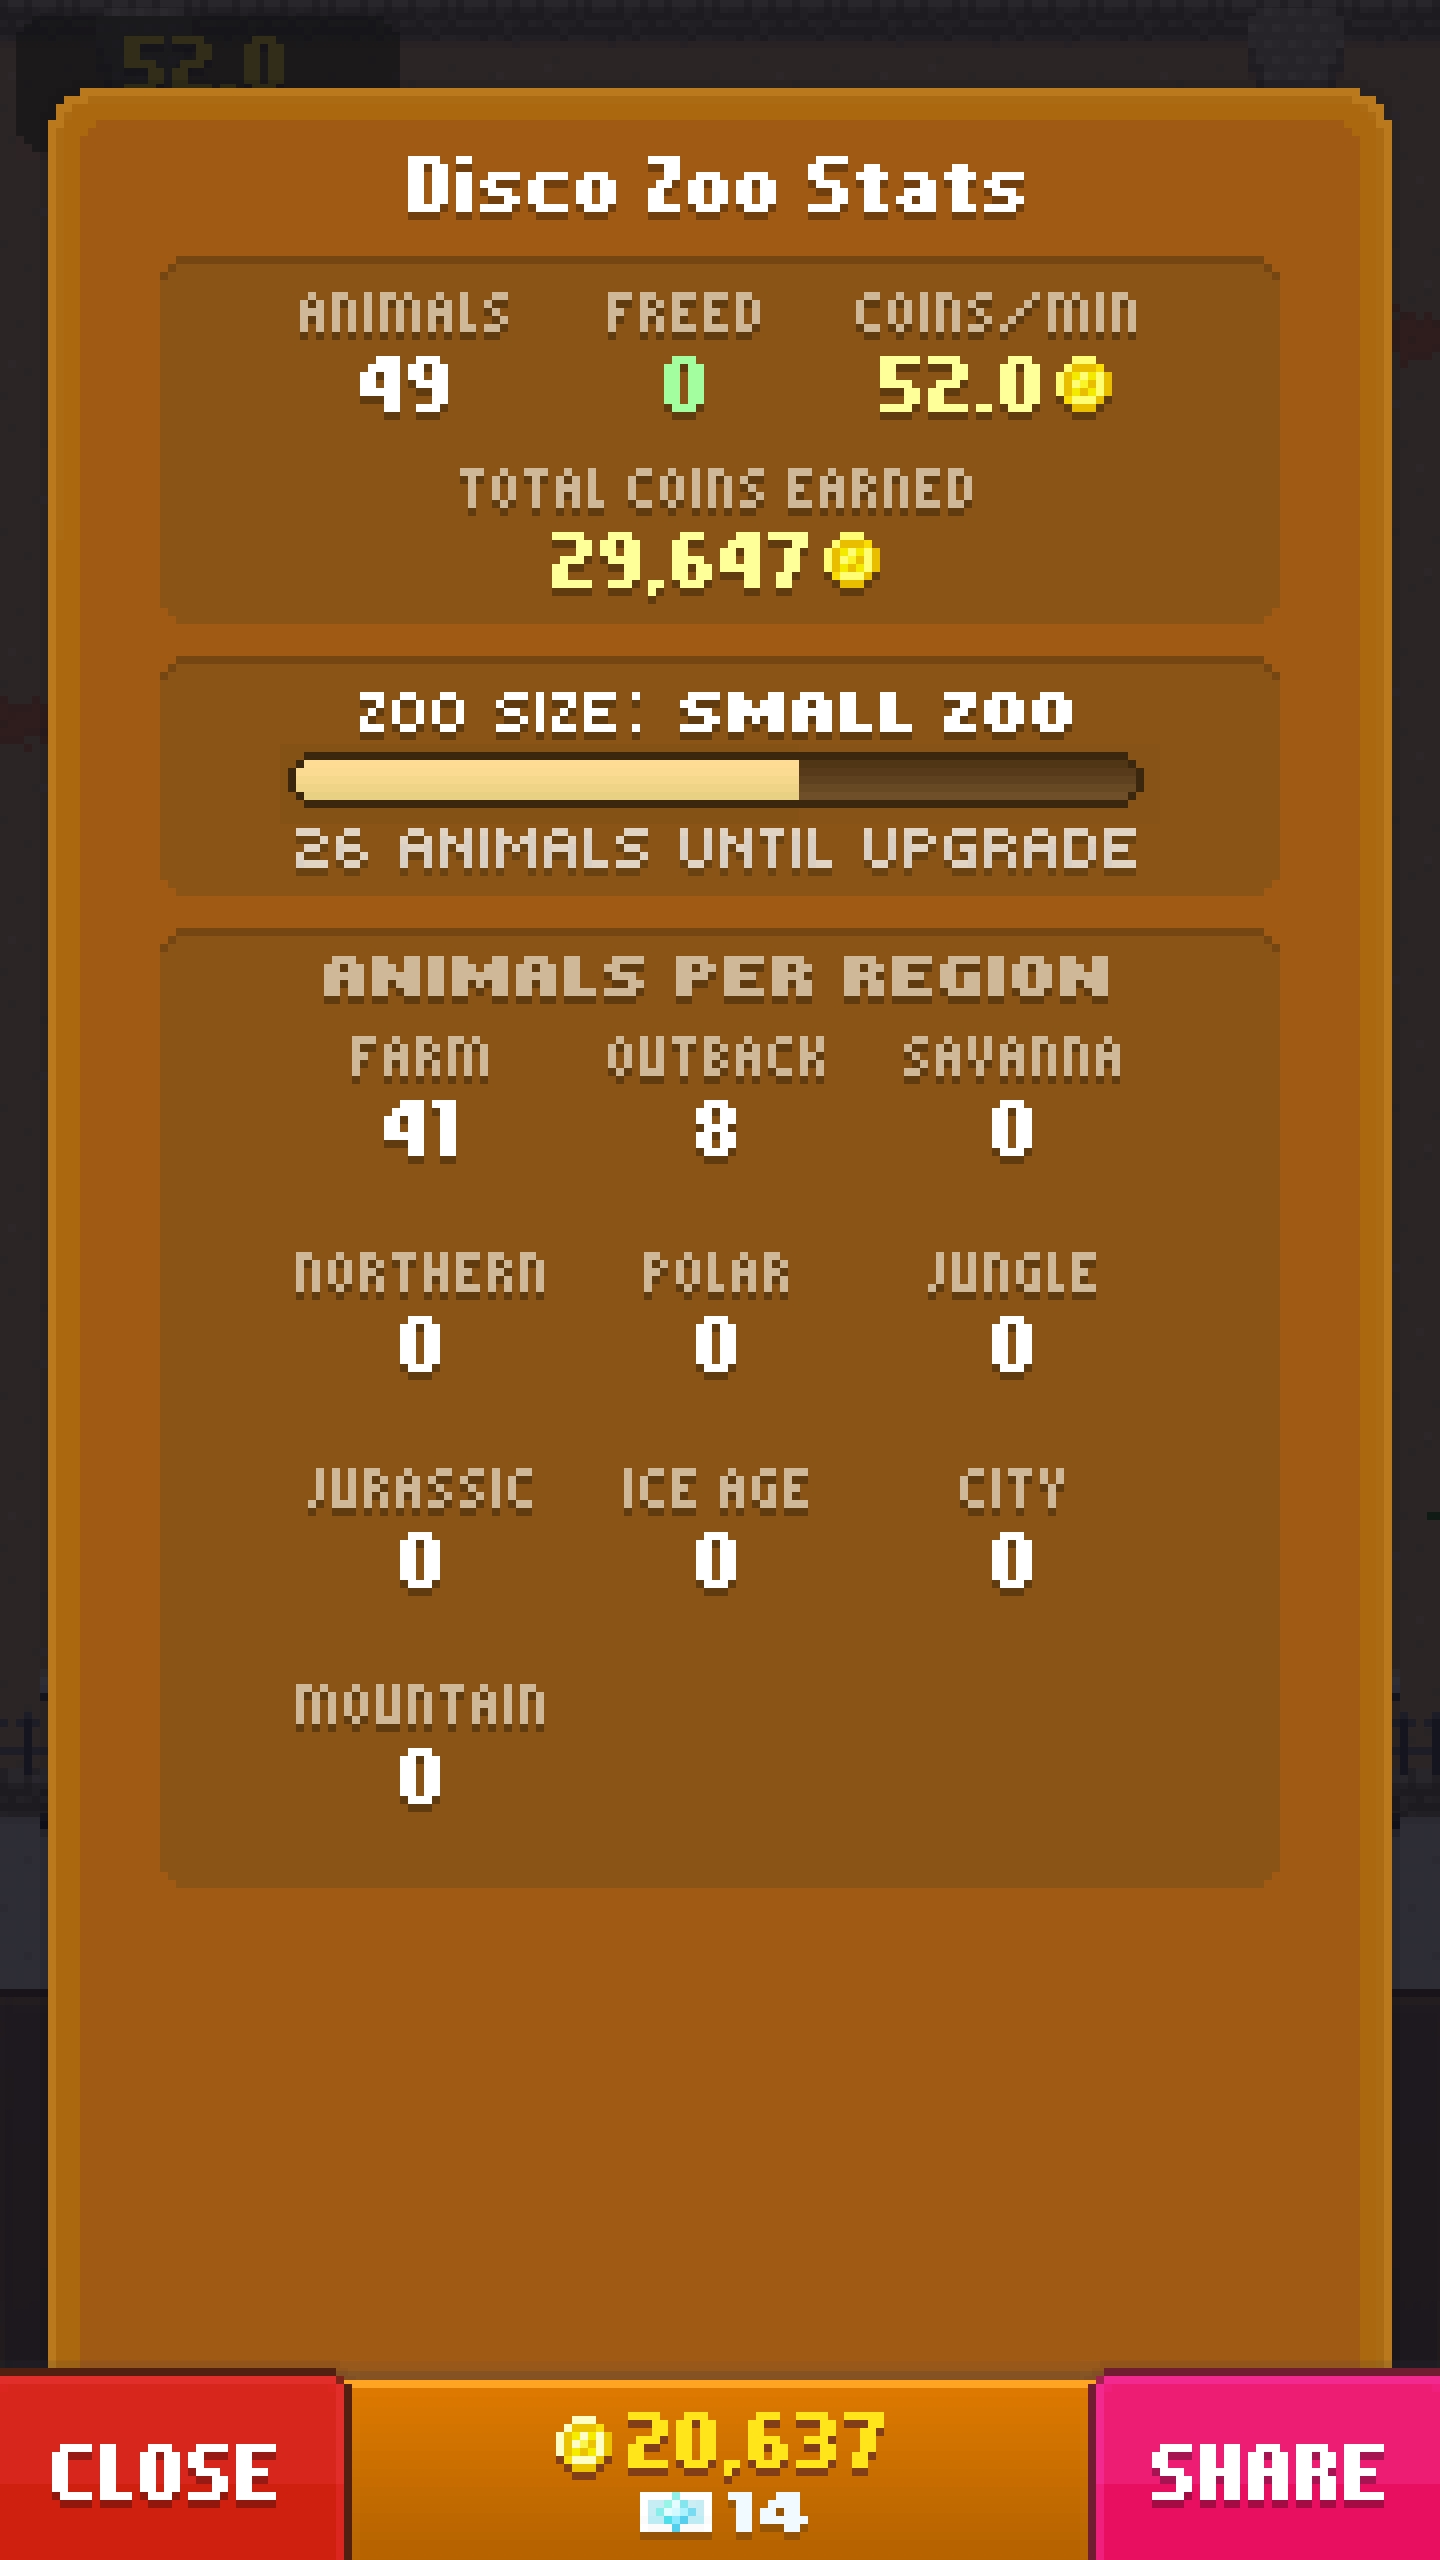 52.0
Disco Zoo Stats
ANIMALS FREED COINS/MIN
49 0 52.0
TOTAL COINS EARNED
29,647
ZOO SIZE: SMALL ZOO
26 ANIMALS UNTIL UPGRADE
ANIMALS PER REGION
FARM OUTBACK SAVANNA
41 8 0
NORTHERN POLAR JUNGLE
0 0 0
JURASSIC ICE AGE CITY
0 0 0
MOUNTAIN
0
CLOSE 20,637 SHARE
14